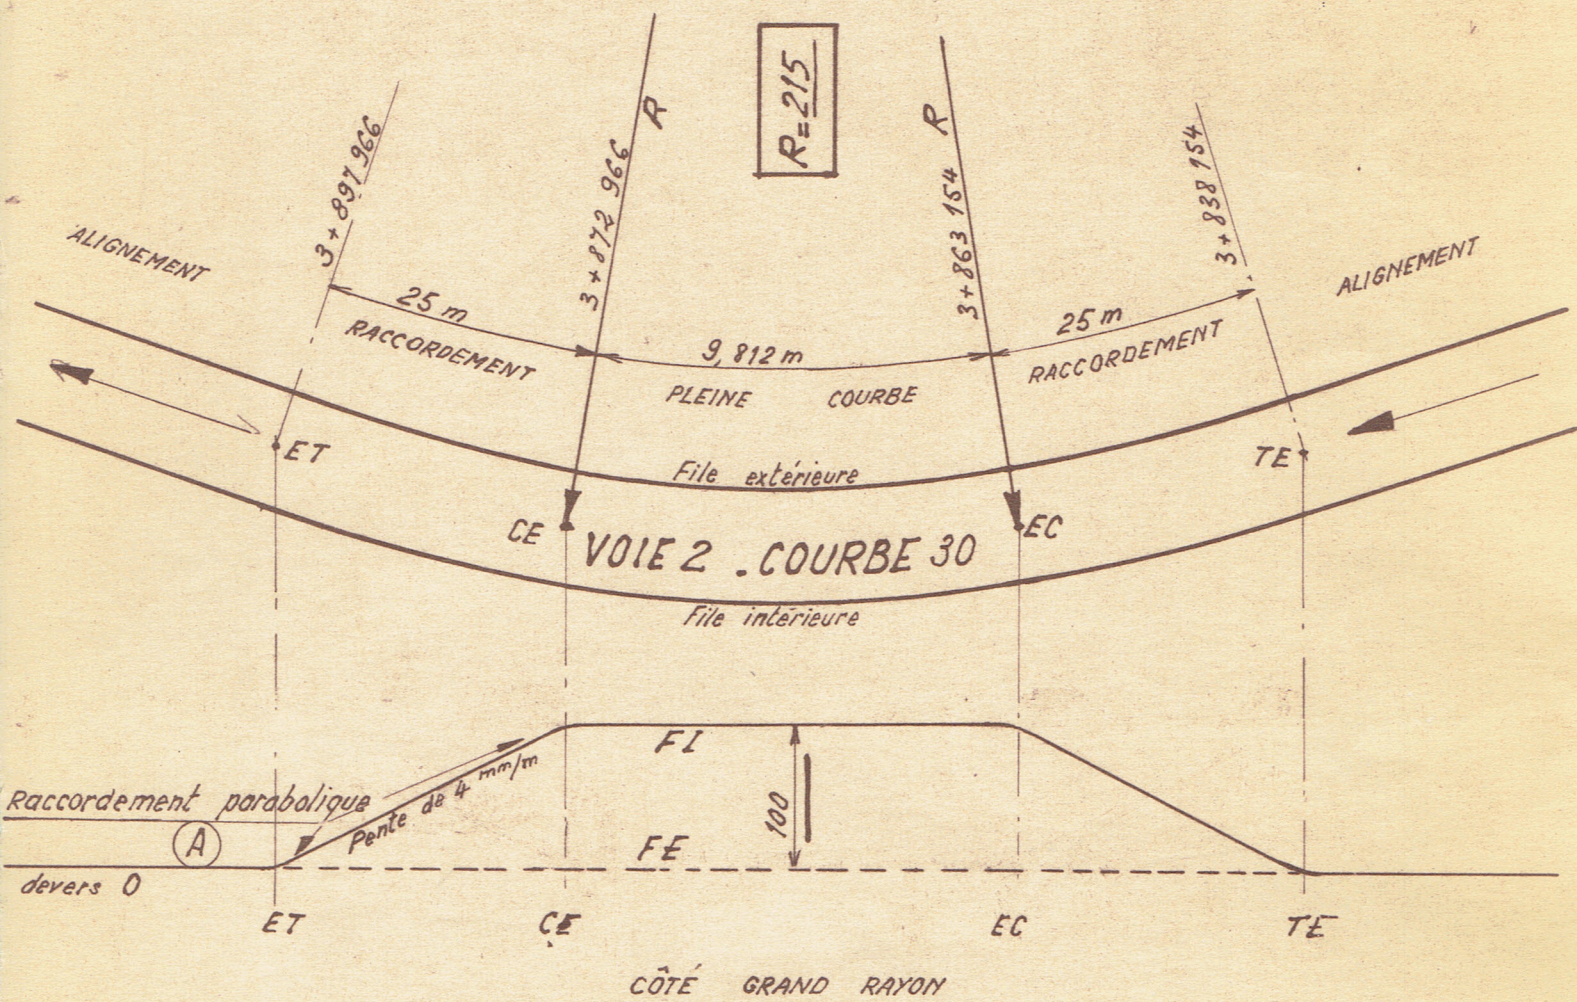 R=215
R
R
3+897 966
3+872 966
3+863 154
3+838 154
ALIGNEMENT
ALIGNEMENT
25 m
RACCORDEMENT
9,812 m
PLEINE COURBE
25 m
RACCORDEMENT
ET
TE
File extérieure
CE
EC
VOIE 2 . COURBE 30
File intérieure
FI
Pente de 4 mm/m
Raccordement parabolique
A
100
FE
devers 0
ET
CE
EC
TE
CÔTÉ GRAND RAYON